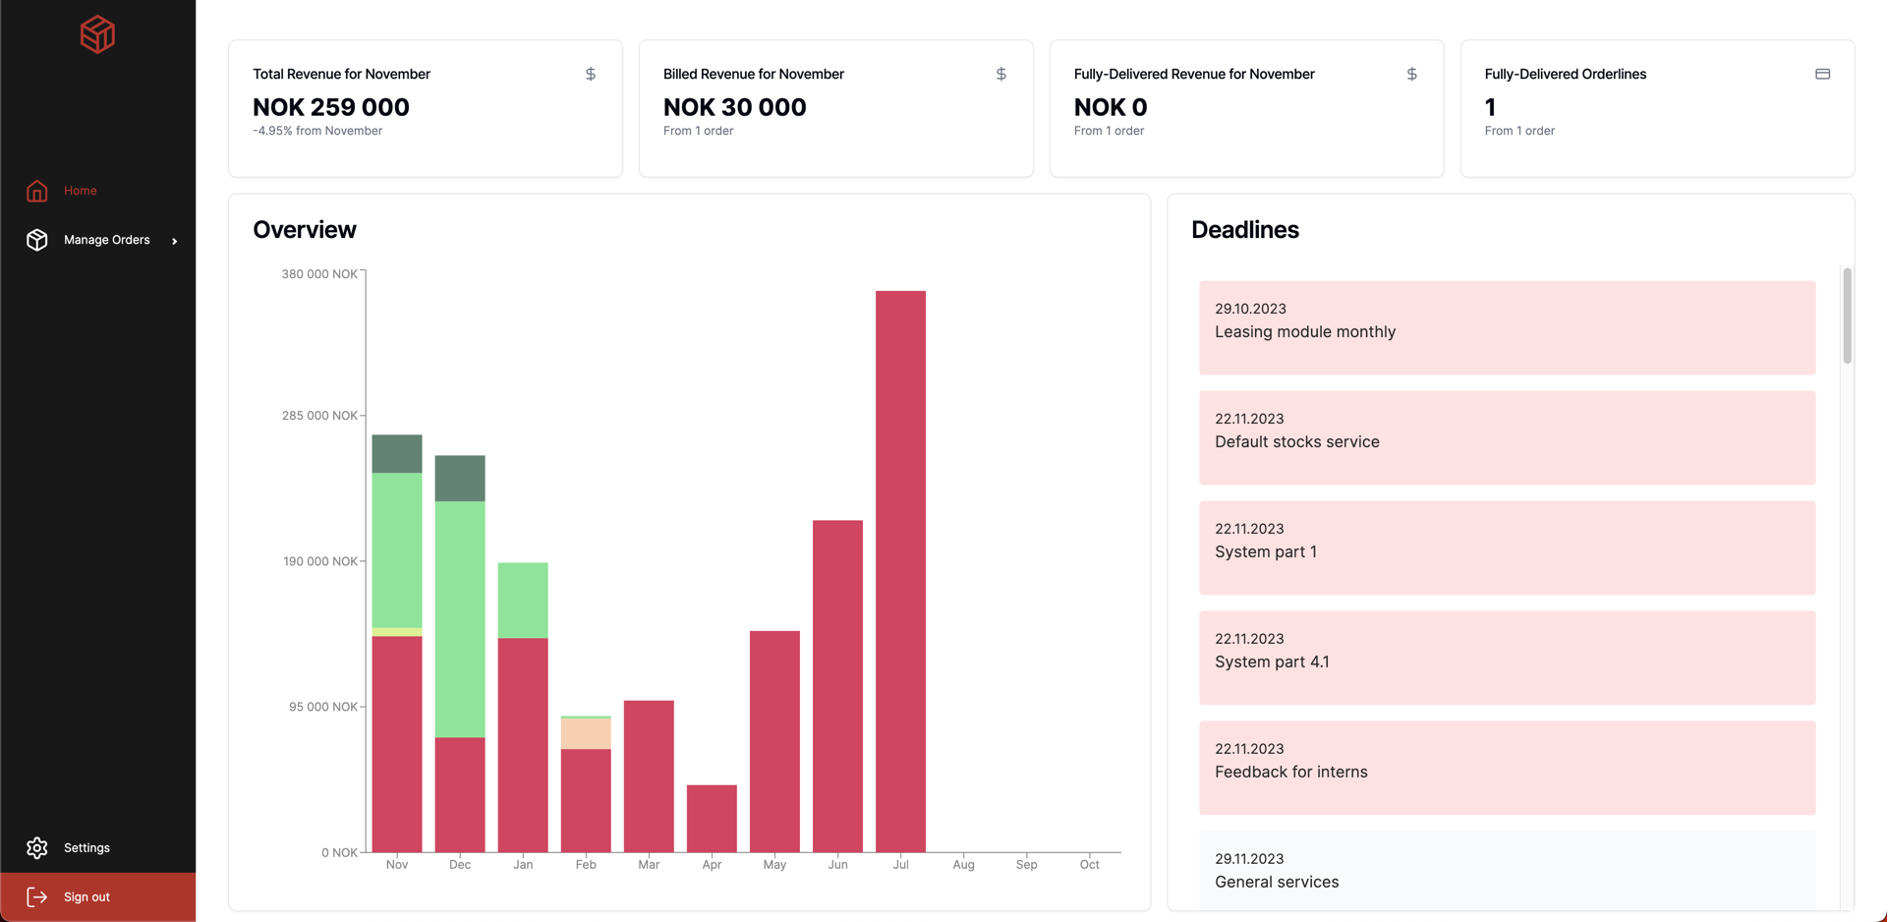 Home
Manage Orders
Settings
Sign out
Total Revenue for November
$
NOK 259 000
-4.95% from November
Billed Revenue for November
$
NOK 30 000
From 1 order
Fully-Delivered Revenue for November
$
NOK 0
From 1 order
Fully-Delivered Orderlines
1
From 1 order
Overview
380 000 NOK
285 000 NOK
190 000 NOK
95 000 NOK
0 NOK
Nov Dec Jan Feb Mar Apr May Jun Jul Aug Sep Oct
Deadlines
29.10.2023
Leasing module monthly
22.11.2023
Default stocks service
22.11.2023
System part 1
22.11.2023
System part 4.1
22.11.2023
Feedback for interns
29.11.2023
General services